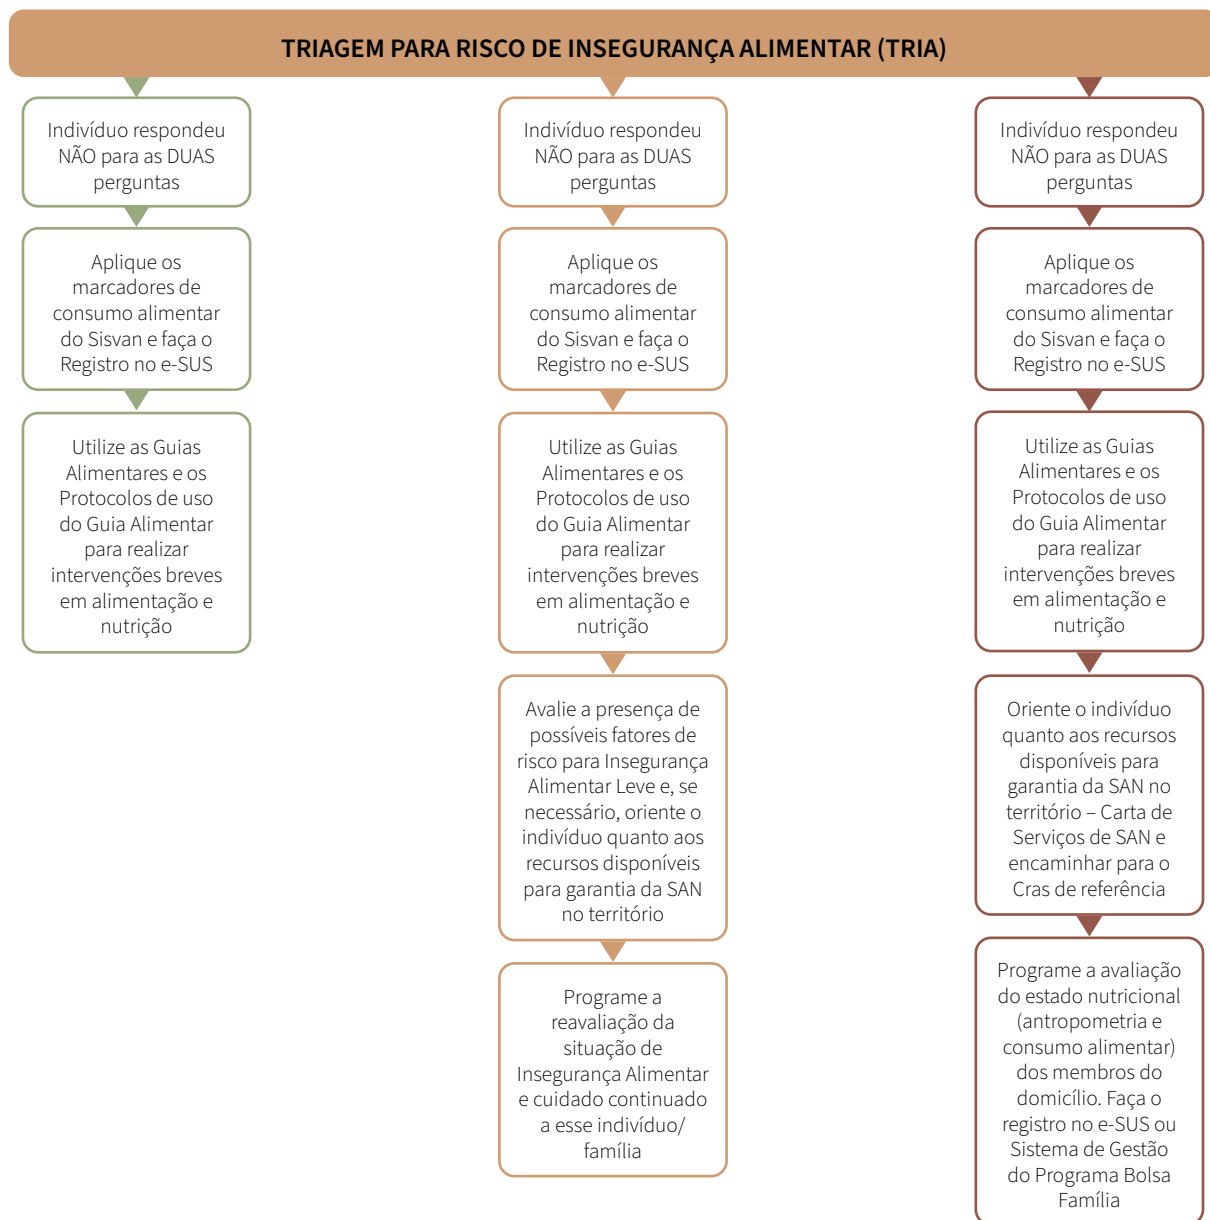 TRIAGEM PARA RISCO DE INSEGURANÇA ALIMENTAR (TRIA)
Indivíduo respondeu
NÃO para as DUAS
perguntas
Aplique os
marcadores de
consumo alimentar
do Sisvan e faça o
Registro no e-SUS
Utilize as Guias
Alimentares e os
Protocolos de uso
do Guia Alimentar
para realizar
intervenções breves
em alimentação e
nutrição
Indivíduo respondeu
NÃO para as DUAS
perguntas
Aplique os
marcadores de
consumo alimentar
do Sisvan e faça o
Registro no e-SUS
Utilize as Guias
Alimentares e os
Protocolos de uso
do Guia Alimentar
para realizar
intervenções breves
em alimentação e
nutrição
Avalie a presença de
possíveis fatores de
risco para Insegurança
Alimentar Leve e, se
necessário, oriente o
indivíduo quanto aos
recursos disponíveis
para garantia da SAN
no território
Programe a
reavaliação da
situação de
Insegurança Alimentar
e cuidado continuado
a esse indivíduo/
família
Indivíduo respondeu
NÃO para as DUAS
perguntas
Aplique os
marcadores de
consumo alimentar
do Sisvan e faça o
Registro no e-SUS
Utilize as Guias
Alimentares e os
Protocolos de uso
do Guia Alimentar
para realizar
intervenções breves
em alimentação e
nutrição
Oriente o indivíduo
quanto aos recursos
disponíveis para
garantia da SAN no
território – Carta de
Serviços de SAN e
encaminhar para o
Cras de referência
Programe a avaliação
do estado nutricional
(antropometria e
consumo alimentar)
dos membros do
domicílio. Faça o
registro no e-SUS ou
Sistema de Gestão
do Programa Bolsa
Família